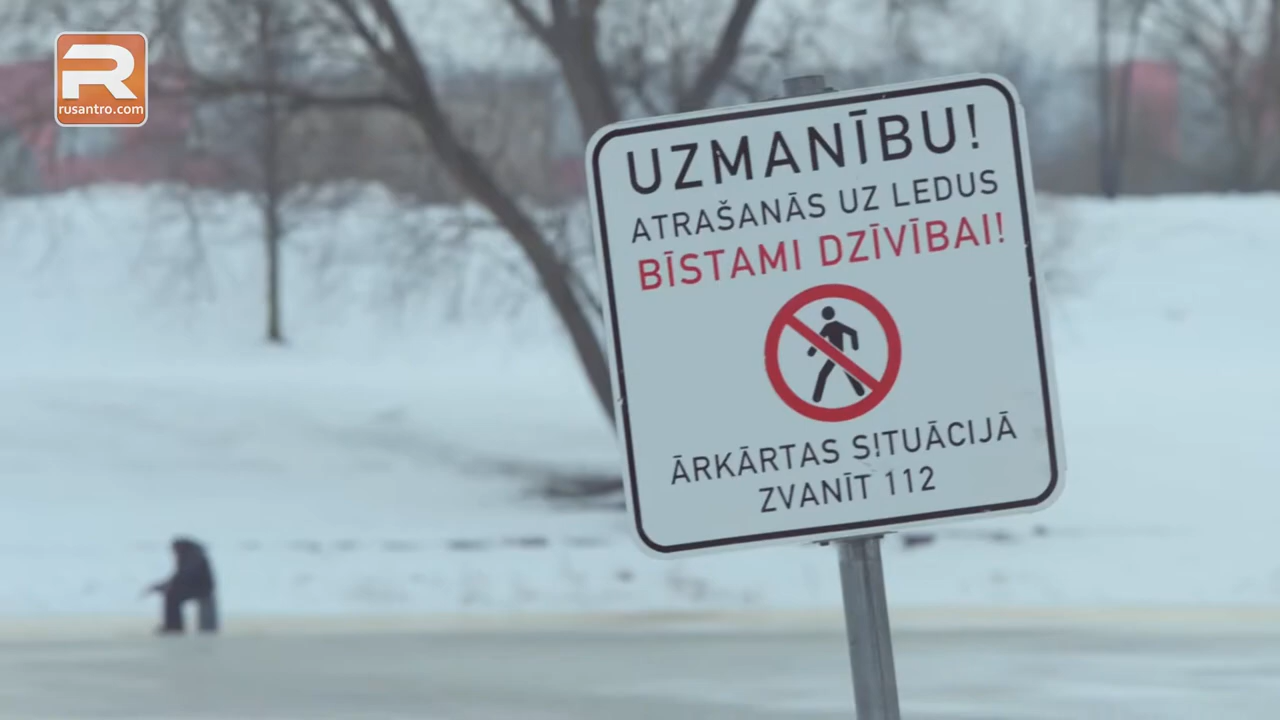 R
rusantro.com
UZMANĪBU!
ATRAŠANĀS UZ LEDUS
BĪSTAMI DZĪVĪBAI!
ĀRKĀRTAS SITUĀCIJĀ
ZVANĪT 112